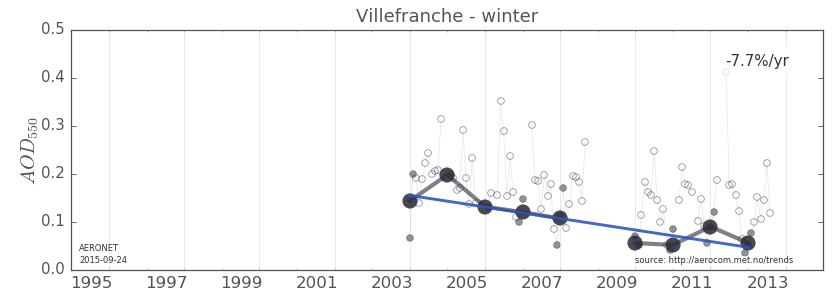 Villefranche - winter
0.5
0.4
0.3
0.2
0.1
0.0
AOD550
-7.7%/yr
AERONET
2015-09-24
source: http://aerocom.met.no/trends
1995 1997 1999 2001 2003 2005 2007 2009 2011 2013